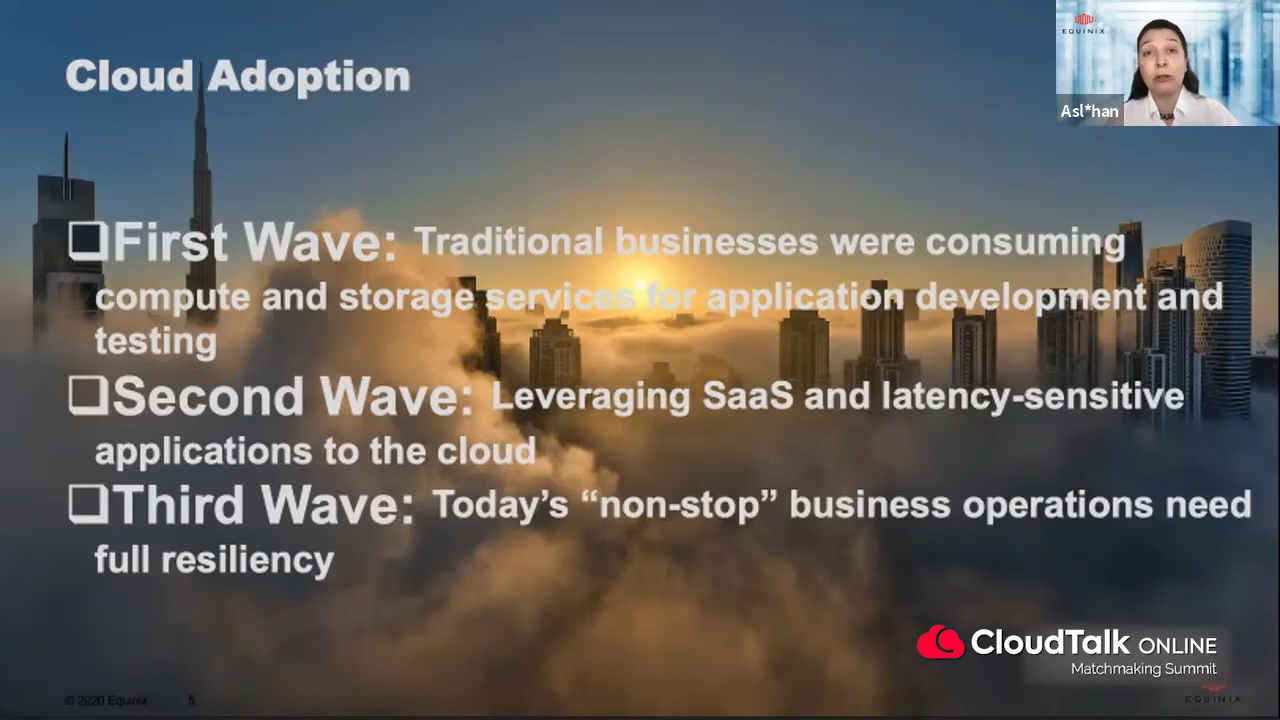 Cloud Adoption
EQUINIX
Asl*han
First Wave: Traditional businesses were consuming
compute and storage services for application development and
testing
Second Wave: Leveraging SaaS and latency-sensitive
applications to the cloud
Third Wave: Today’s “non-stop” business operations need
full resiliency
CloudTalk ONLINE
Matchmaking Summit
© 2020 Equinix 5
EQUINIX